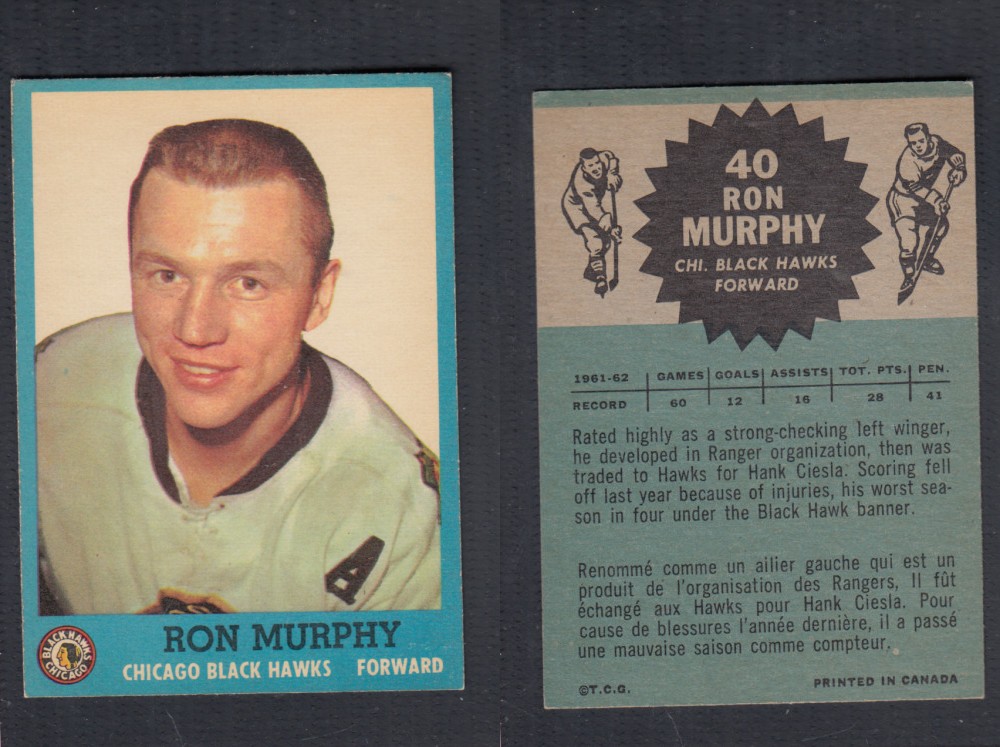 A
BLACK HAWKS
CHICAGO
RON MURPHY
CHICAGO BLACK HAWKS FORWARD
40
RON
MURPHY
CHI. BLACK HAWKS
FORWARD
1961-62 GAMES GOALS ASSISTS TOT. PTS. PEN.
RECORD 60 12 16 28 41
Rated highly as a strong-checking left winger,
he developed in Ranger organization, then was
traded to Hawks for Hank Ciesla. Scoring fell
off last year because of injuries, his worst sea-
son in four under the Black Hawk banner.
Renommé comme un ailier gauche qui est un
produit de l'organisation des Rangers, Il fût
échangé aux Hawks pour Hank Ciesla. Pour
cause de blessures l'année dernière, il a passé
une mauvaise saison comme compteur.
©T.C.G. PRINTED IN CANADA